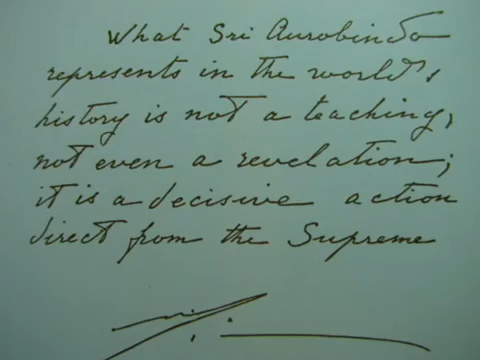 What Sri Aurobindo
represents in the world's
history is not a teaching,
not even a revelation;
it is a decisive action
direct from the Supreme